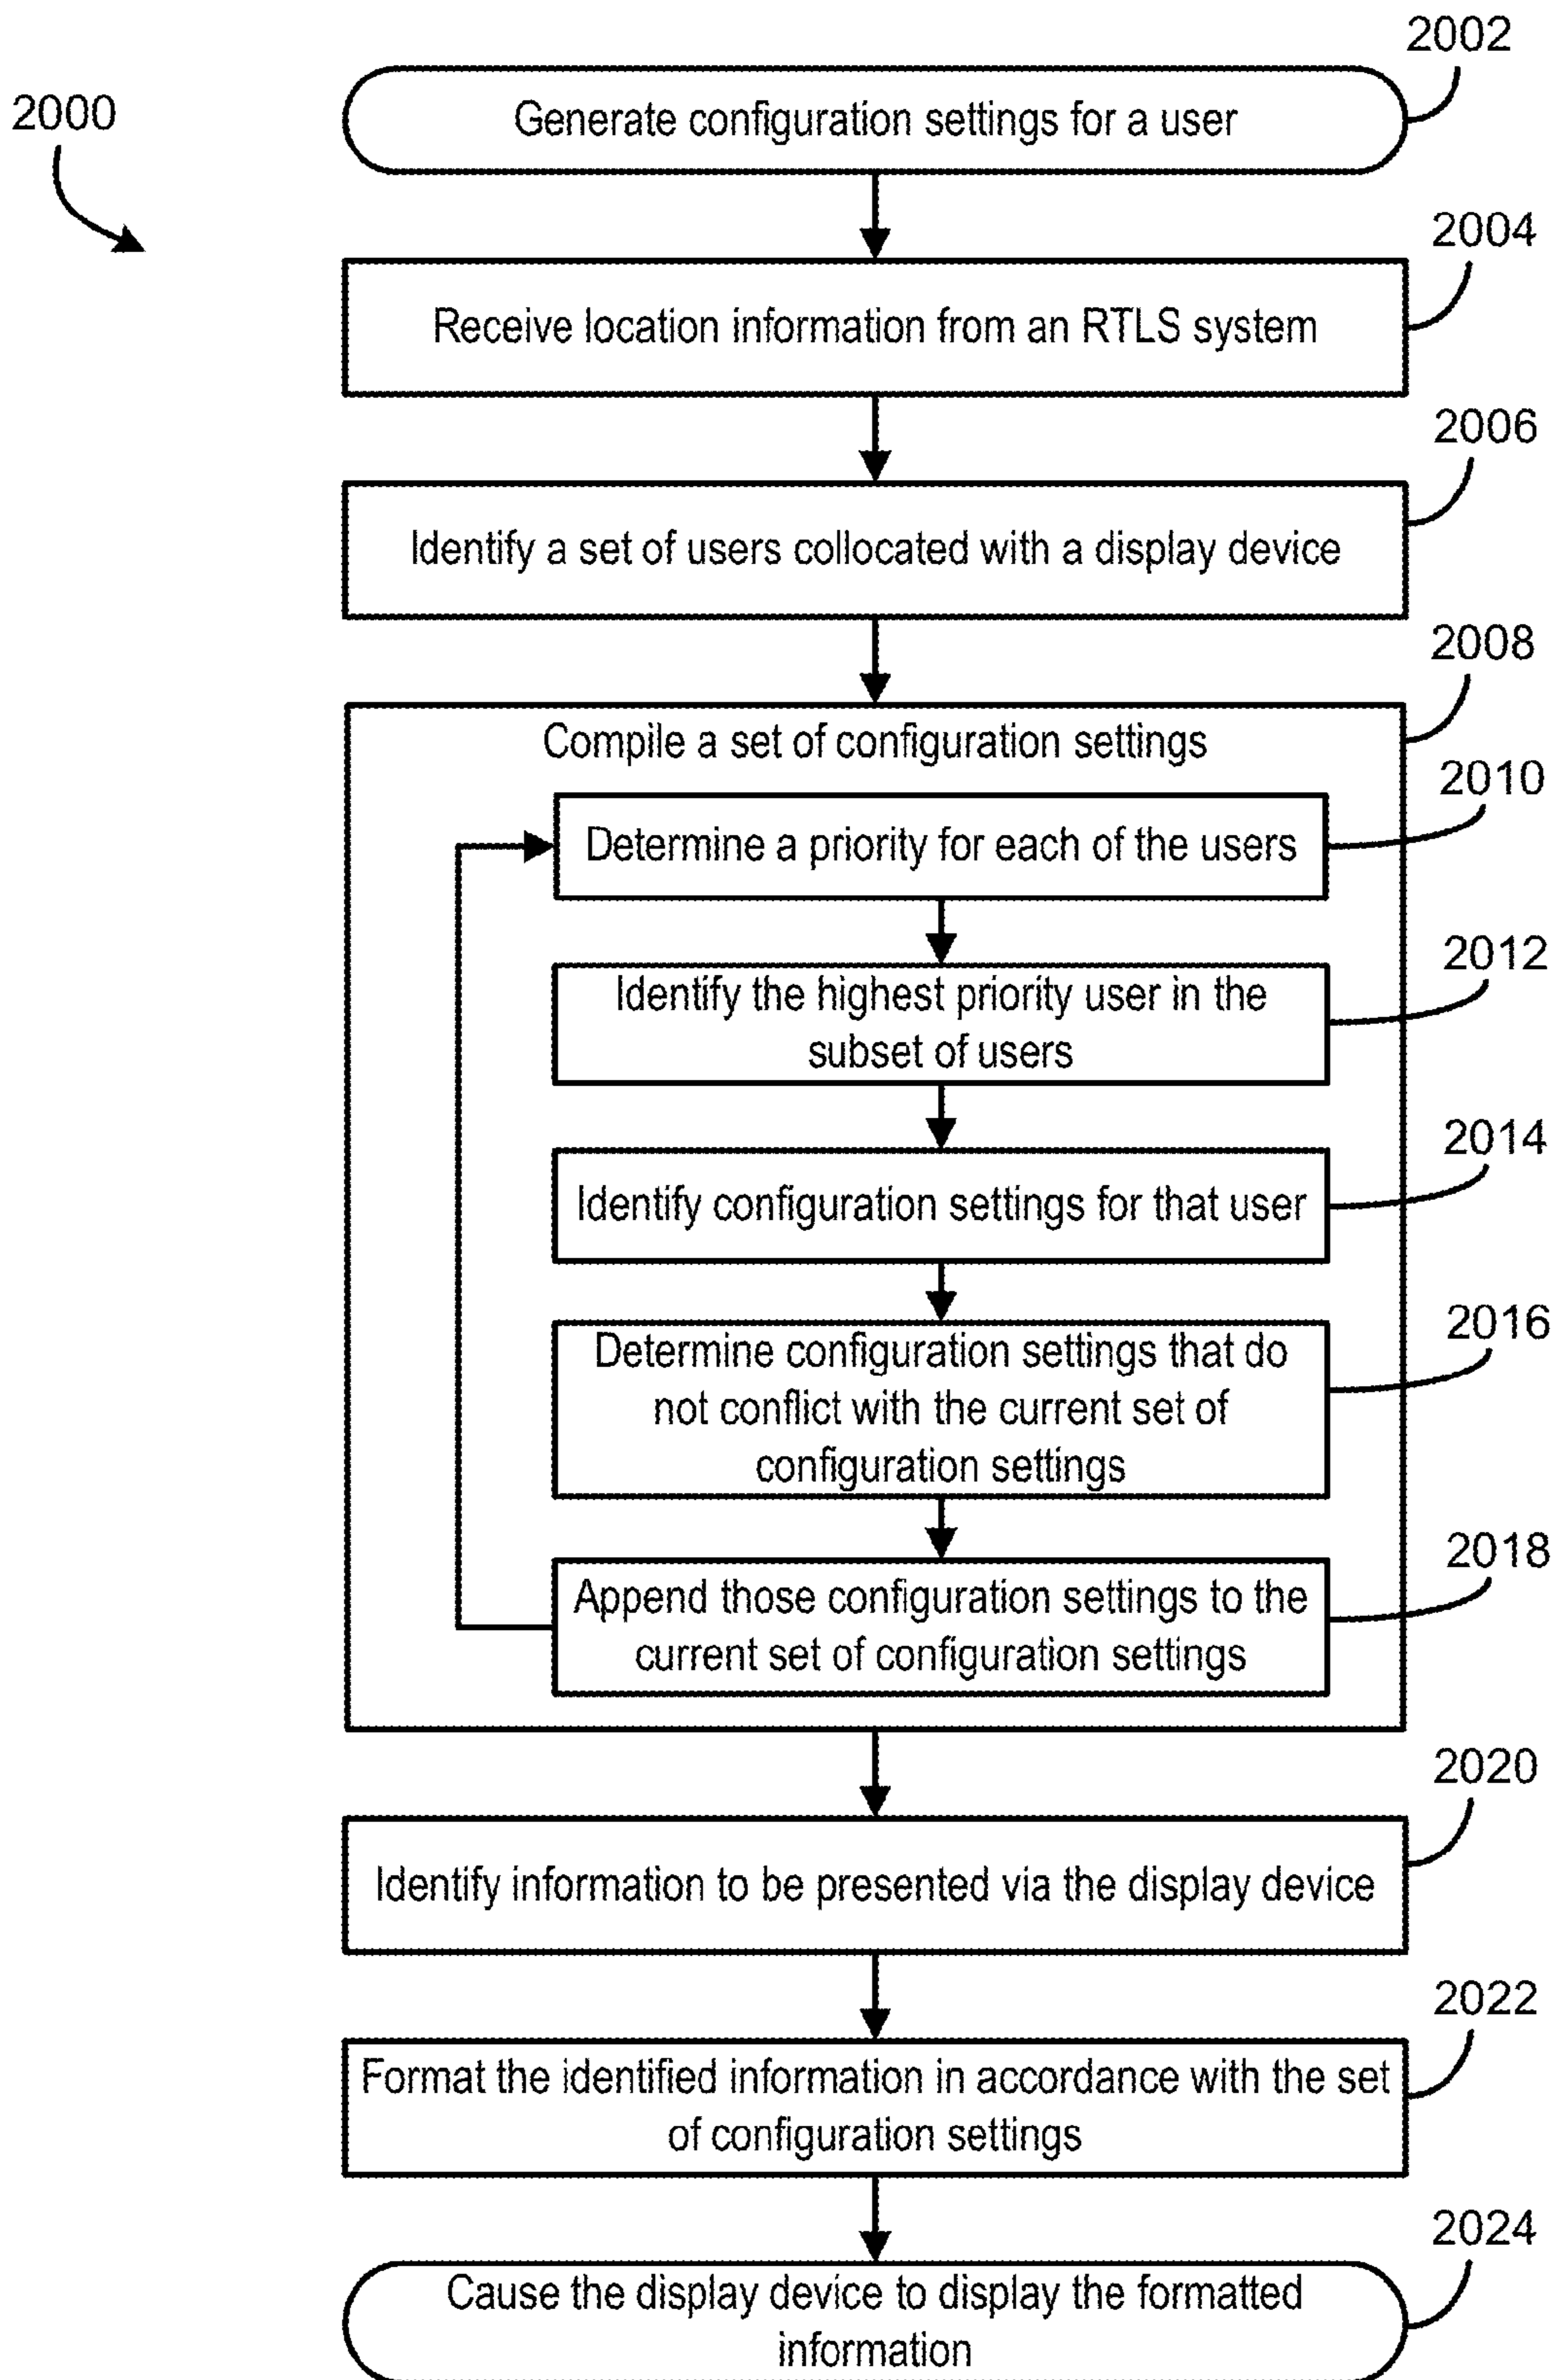 2002
Generate configuration settings for a user
2000
2004
Receive location information from an RTLS system
2006
Identify a set of users collocated with a display device
2008
Compile a set of configuration settings
2010
Determine a priority for each of the users
2012
Identify the highest priority user in the
subset of users
2014
Identify configuration settings for that user
2016
Determine configuration settings that do
not conflict with the current set of
configuration settings
2018
Append those configuration settings to the
current set of configuration settings
2020
Identify information to be presented via the display device
2022
Format the identified information in accordance with the set
of configuration settings
2024
Cause the display device to display the formatted
information